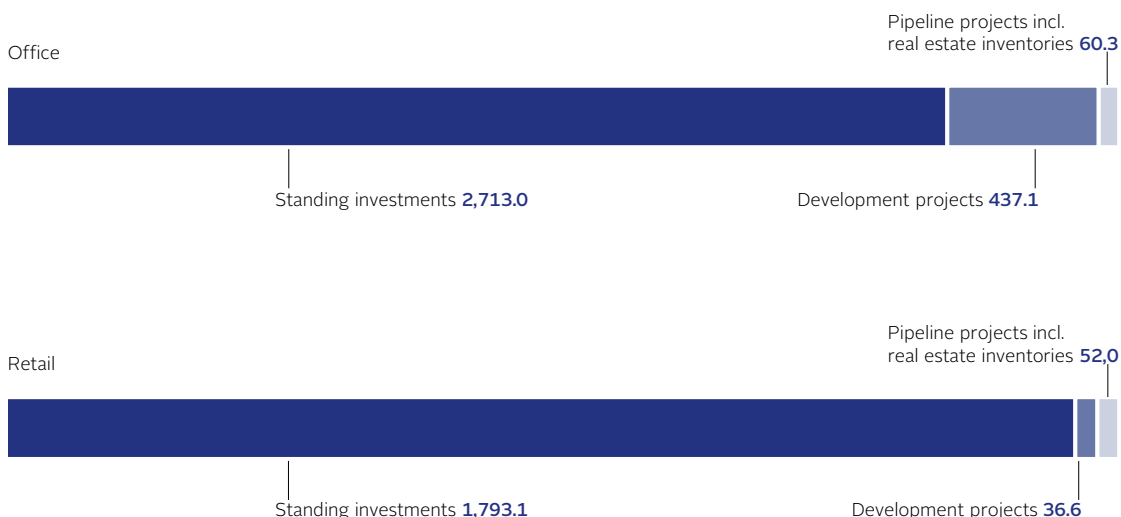 Pipeline projects incl.
Office
real estate inventories 60.3
Standing investments 2,713.0
Development projects 437.1
Pipeline projects incl.
Retail
real estate inventories 52,0
Standing investments 1,793.1
Development projects 36.6